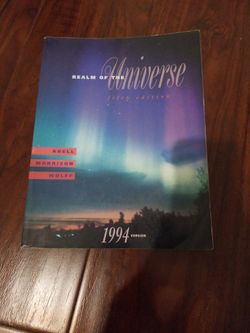 REALM OF THE
Universe
fifth edition
ABELL
MORRISON
WOLFF
1994 VERSION